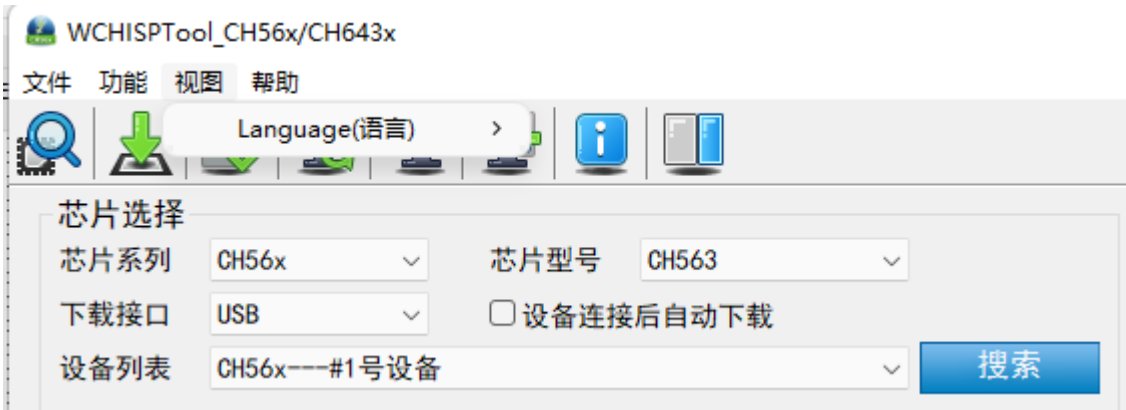 WCHISPTool_CH56x/CH643x
文件 功能 视图 帮助
Language(语言)
芯片选择
芯片系列 CH56x 芯片型号 CH563
下载接口 USB 设备连接后自动下载
设备列表 CH56x---#1号设备 搜索